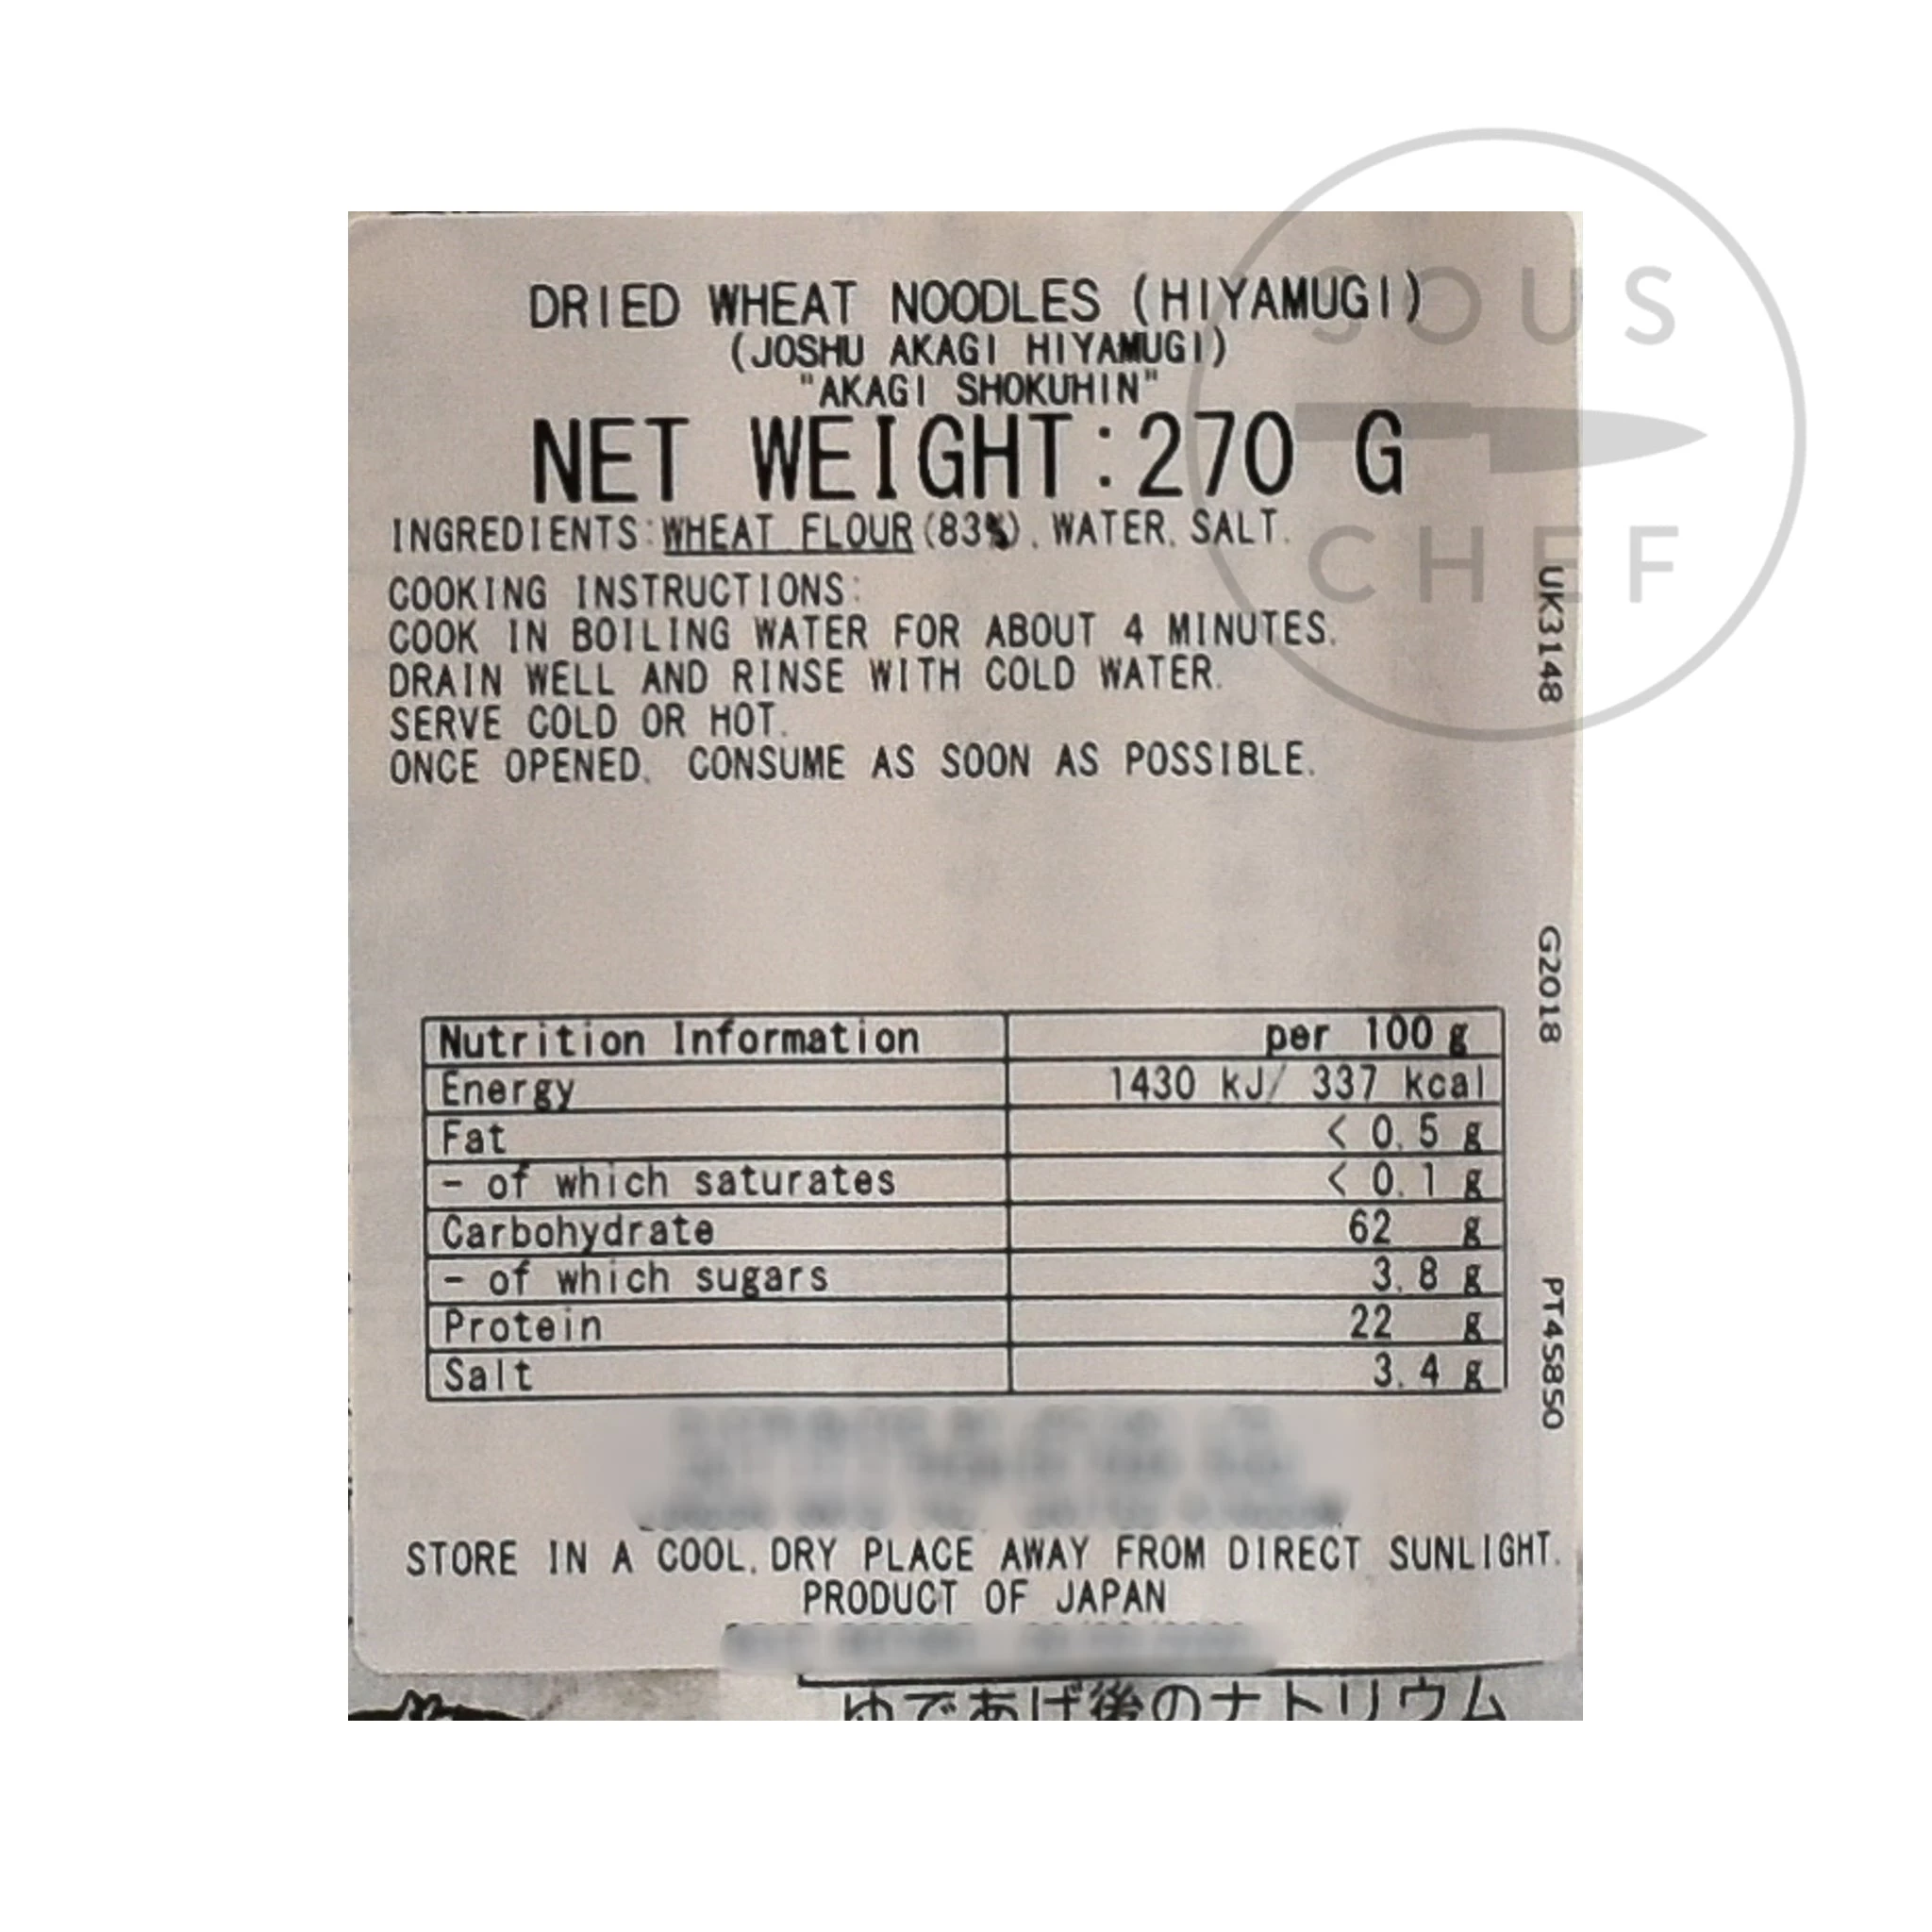 DRIED WHEAT NOODLES (HIYAMUGI)
(JOSHU AKAGI HIYAMUGI)
"AKAGI SHOKUHIN"
NET WEIGHT:270 G
INGREDIENTS:WHEAT FLOUR(83%), WATER, SALT.
COOKING INSTRUCTIONS:
COOK IN BOILING WATER FOR ABOUT 4 MINUTES.
DRAIN WELL AND RINSE WITH COLD WATER.
SERVE COLD OR HOT.
ONCE OPENED, CONSUME AS SOON AS POSSIBLE.
Nutrition Information per 100 g
Energy 1430 kJ/ 337 kcal
Fat < 0.5 g
- of which saturates < 0.1 g
Carbohydrate 62 g
- of which sugars 3.8 g
Protein 22 g
Salt 3.4 g
STORE IN A COOL, DRY PLACE AWAY FROM DIRECT SUNLIGHT.
PRODUCT OF JAPAN
ゆであげ後のナトリウム
UK3148
G2018
PT45850
SOUS
CHEF